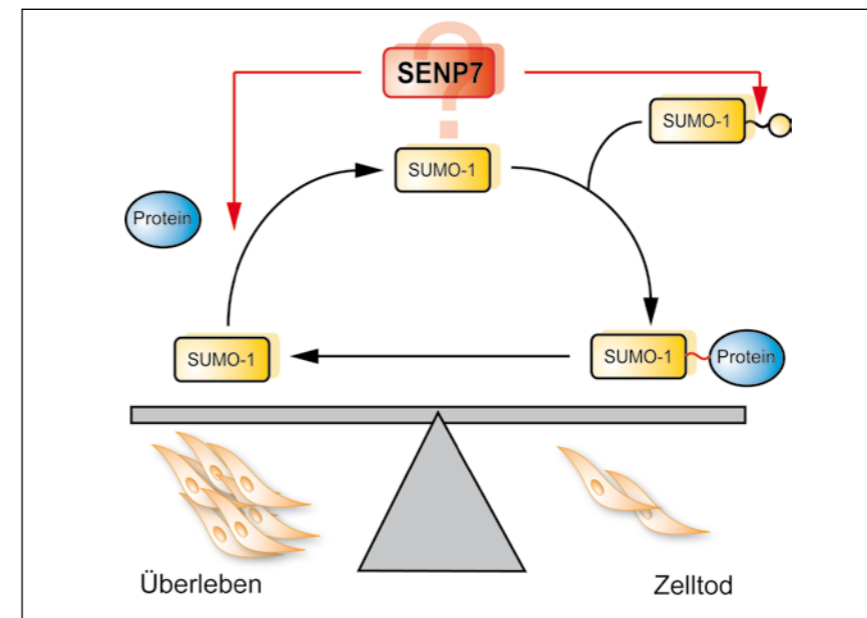 ?
SENP7
SUMO-1
SUMO-1
Protein
SUMO-1
SUMO-1
Protein
Überleben
Zelltod